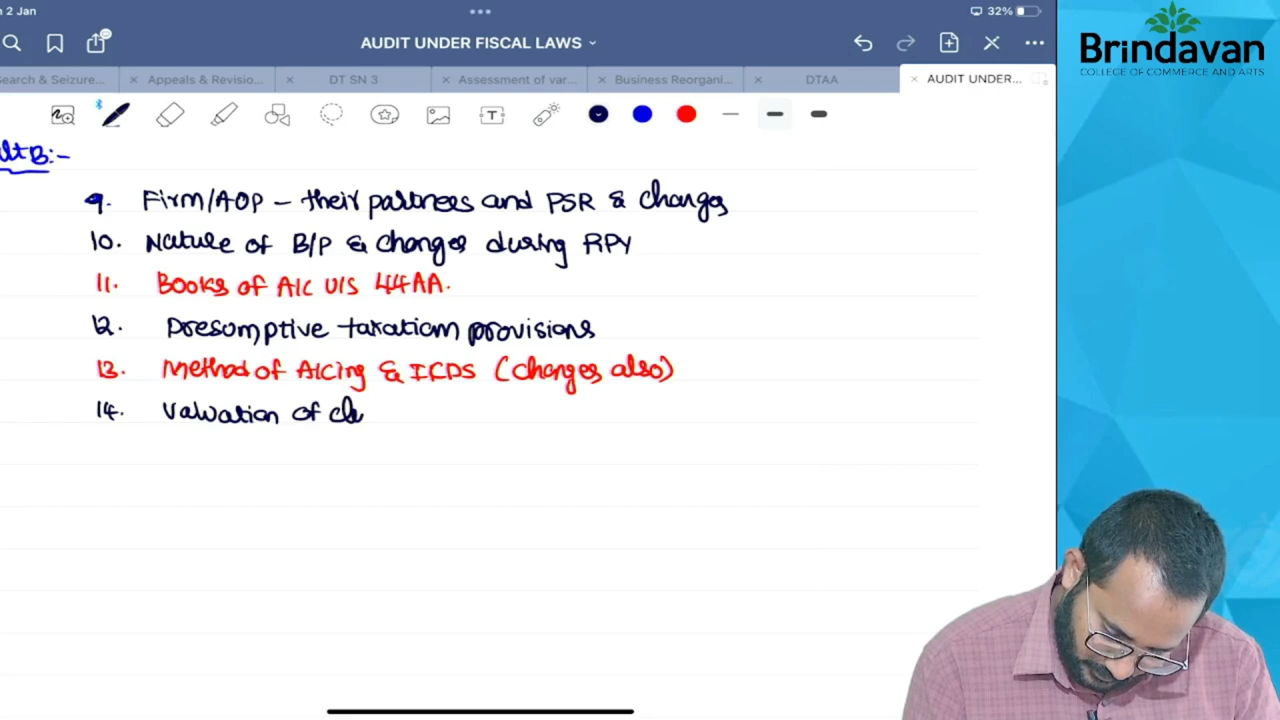 2 Jan
32%
AUDIT UNDER FISCAL LAWS
Brindavan
COLLEGE OF COMMERCE AND ARTS
earch & Seizure...
Appeals & Revisio...
DT SN 3
Assessment of var...
Business Reorgani...
DTAA
AUDIT UNDER...
T
B:-
9. Firm/AOP - their partners and PSR & changes
10. Nature of B/P & changes during RPY
11. Books of A/C U/S 44AA.
12. Presumptive taxation provisions
13. Method of A/Cing & ICDS (changes also)
14. Valuation of clo